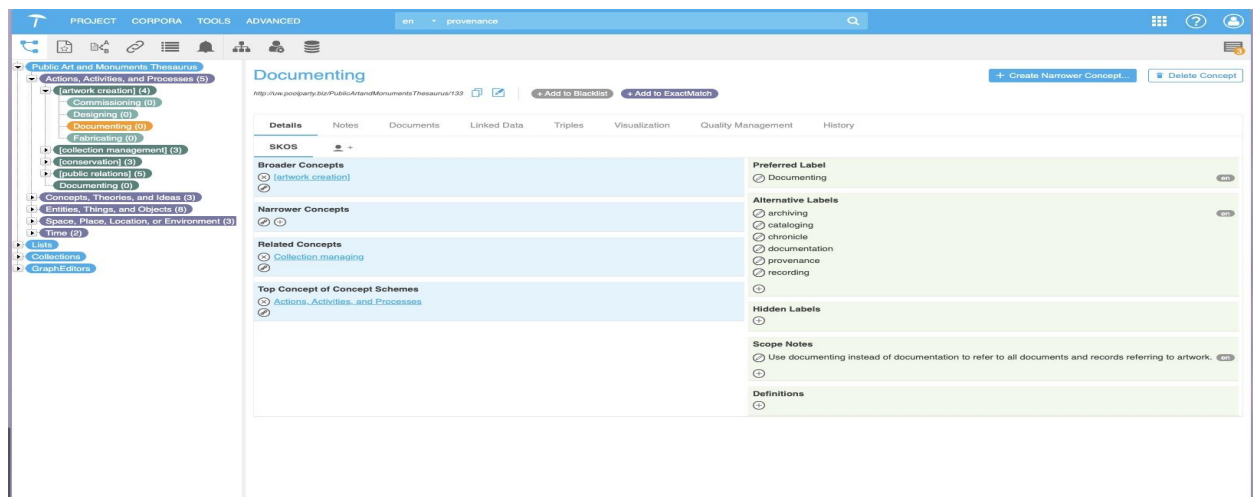 PROJECT CORPORA TOOLS ADVANCED en provenance
Public Art and Monuments Thesaurus
Actions, Activities, and Processes (5)
[artwork creation] (4)
Commissioning (0)
Designing (0)
Documenting (0)
Fabricating (0)
[collection management] (3)
[conservation] (3)
[public relations] (5)
Documenting (0)
Concepts, Theories, and Ideas (3)
Entities, Things, and Objects (8)
Space, Place, Location, or Environment (3)
Time (2)
Lists
Collections
GraphEditors
3
Documenting
+ Create Narrower Concept...
Delete Concept
http://uw.poolparty.biz/PublicArtandMonumentsThesaurus/133
+ Add to Blacklist
+ Add to ExactMatch
Details Notes Documents Linked Data Triples Visualization Quality Management History
SKOS
Broader Concepts
[artwork creation]
Narrower Concepts
Related Concepts
Collection managing
Top Concept of Concept Schemes
Actions, Activities, and Processes
Preferred Label
Documenting en
Alternative Labels
archiving en
cataloging
chronicle
documentation
provenance
recording
Hidden Labels
Scope Notes
Use documenting instead of documentation to refer to all documents and records referring to artwork. en
Definitions